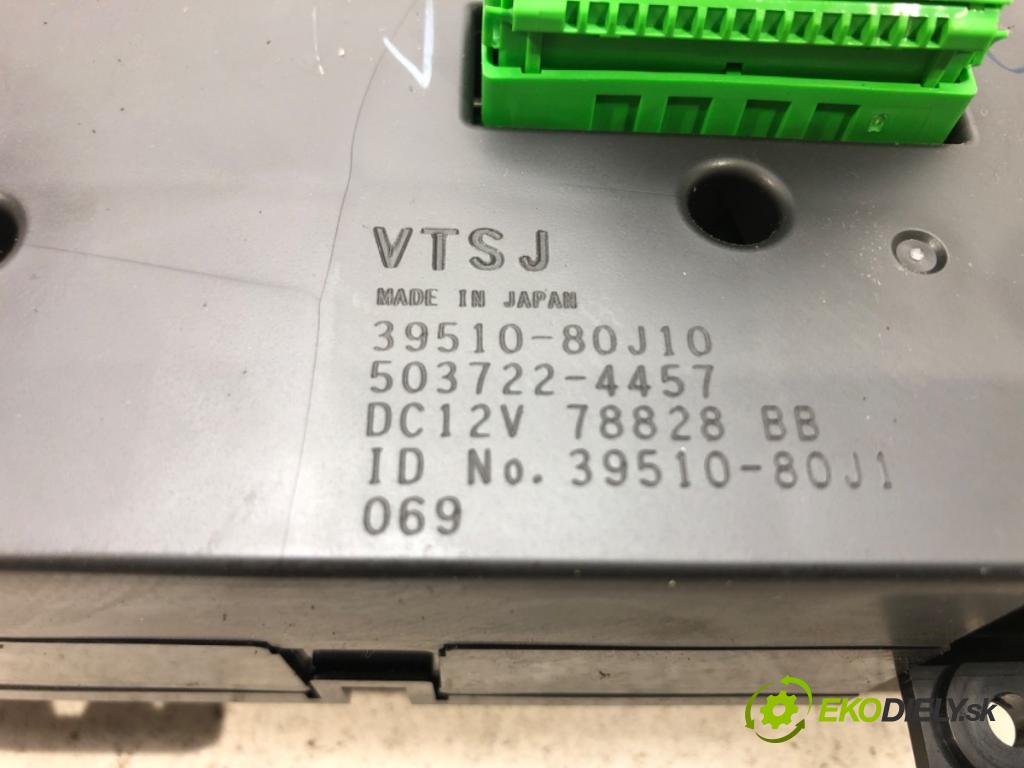 VTSJ
MADE IN JAPAN
39510-80J10
503722-4457
DC12V 78828 BB
ID No. 39510-80J1
069
EKODIELY.sk